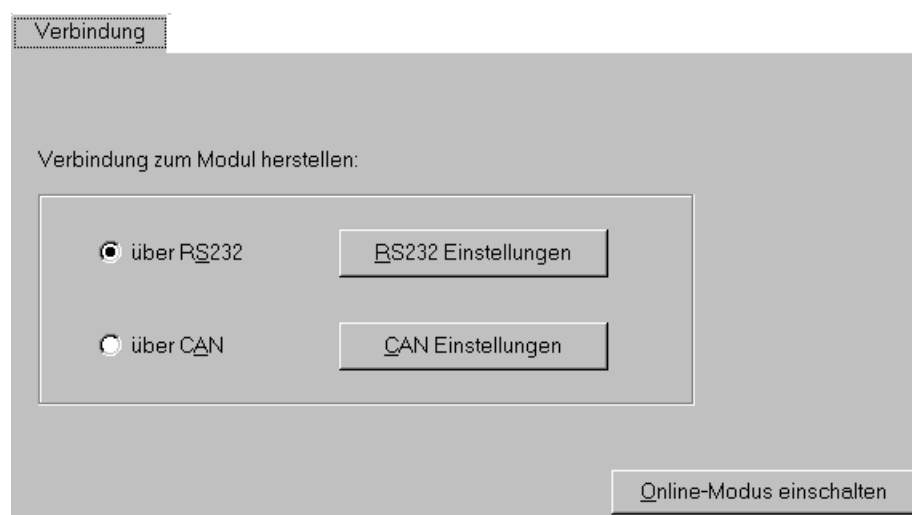 Verbindung
Verbindung zum Modul herstellen:
über RS232
RS232 Einstellungen
über CAN
CAN Einstellungen
Online-Modus einschalten